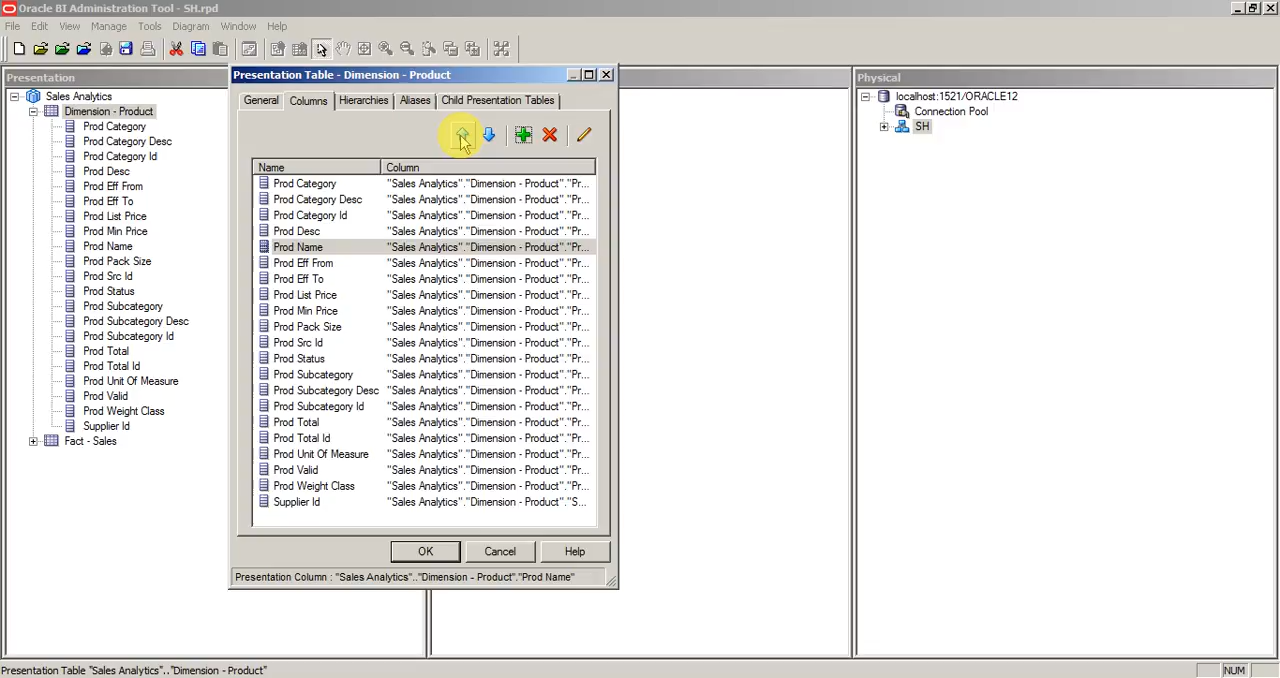 Oracle BI Administration Tool - SH.rpd
File Edit View Manage Tools Diagram Window Help
Presentation
Sales Analytics
Dimension - Product
Prod Category
Prod Category Desc
Prod Category Id
Prod Desc
Prod Eff From
Prod Eff To
Prod List Price
Prod Min Price
Prod Name
Prod Pack Size
Prod Src Id
Prod Status
Prod Subcategory
Prod Subcategory Desc
Prod Subcategory Id
Prod Total
Prod Total Id
Prod Unit Of Measure
Prod Valid
Prod Weight Class
Supplier Id
Fact - Sales
Presentation Table - Dimension - Product
General Columns Hierarchies Aliases Child Presentation Tables
Name Column
Prod Category "Sales Analytics"."Dimension - Product"."Pr...
Prod Category Desc "Sales Analytics"."Dimension - Product"."Pr...
Prod Category Id "Sales Analytics"."Dimension - Product"."Pr...
Prod Desc "Sales Analytics"."Dimension - Product"."Pr...
Prod Name "Sales Analytics"."Dimension - Product"."Pr...
Prod Eff From "Sales Analytics"."Dimension - Product"."Pr...
Prod Eff To "Sales Analytics"."Dimension - Product"."Pr...
Prod List Price "Sales Analytics"."Dimension - Product"."Pr...
Prod Min Price "Sales Analytics"."Dimension - Product"."Pr...
Prod Pack Size "Sales Analytics"."Dimension - Product"."Pr...
Prod Src Id "Sales Analytics"."Dimension - Product"."Pr...
Prod Status "Sales Analytics"."Dimension - Product"."Pr...
Prod Subcategory "Sales Analytics"."Dimension - Product"."Pr...
Prod Subcategory Desc "Sales Analytics"."Dimension - Product"."Pr...
Prod Subcategory Id "Sales Analytics"."Dimension - Product"."Pr...
Prod Total "Sales Analytics"."Dimension - Product"."Pr...
Prod Total Id "Sales Analytics"."Dimension - Product"."Pr...
Prod Unit Of Measure "Sales Analytics"."Dimension - Product"."Pr...
Prod Valid "Sales Analytics"."Dimension - Product"."Pr...
Prod Weight Class "Sales Analytics"."Dimension - Product"."Pr...
Supplier Id "Sales Analytics"."Dimension - Product"."S...
OK Cancel Help
Presentation Column : "Sales Analytics".."Dimension - Product"."Prod Name"
Physical
localhost:1521/ORACLE12
Connection Pool
SH
Presentation Table "Sales Analytics".."Dimension - Product"
NUM